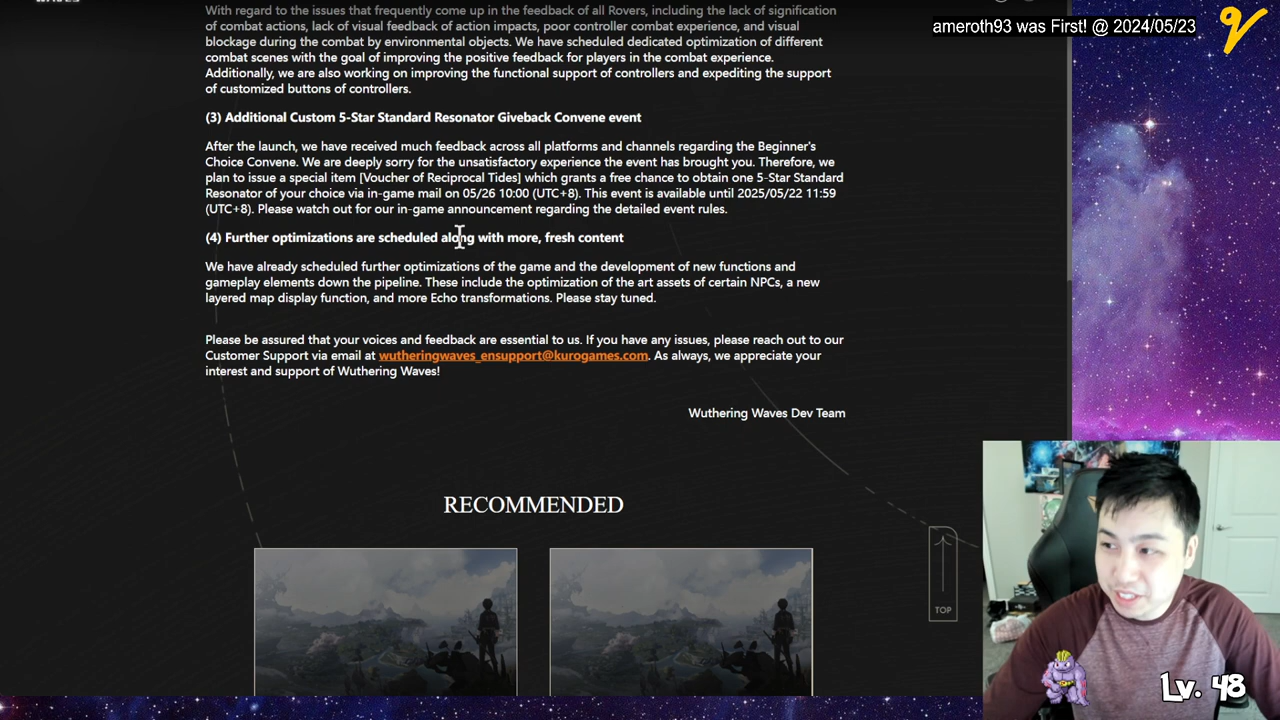 With regard to the issues that frequently come up in the feedback of all Rovers, including the lack of signification
ameroth93 was First! @ 2024/05/23
of combat actions, lack of visual feedback of action impacts, poor controller combat experience, and visual
blockage during the combat by environmental objects. We have scheduled dedicated optimization of different
combat scenes with the goal of improving the positive feedback for players in the combat experience.
Additionally, we are also working on improving the functional support of controllers and expediting the support
of customized buttons of controllers.
(3) Additional Custom 5-Star Standard Resonator Giveback Convene event
After the launch, we have received much feedback across all platforms and channels regarding the Beginner's
Choice Convene. We are deeply sorry for the unsatisfactory experience the event has brought you. Therefore, we
plan to issue a special item [Voucher of Reciprocal Tides] which grants a free chance to obtain one 5-Star Standard
Resonator of your choice via in-game mail on 05/26 10:00 (UTC+8). This event is available until 2025/05/22 11:59
(UTC+8). Please watch out for our in-game announcement regarding the detailed event rules.
(4) Further optimizations are scheduled along with more, fresh content
We have already scheduled further optimizations of the game and the development of new functions and
gameplay elements down the pipeline. These include the optimization of the art assets of certain NPCs, a new
layered map display function, and more Echo transformations. Please stay tuned.
Please be assured that your voices and feedback are essential to us. If you have any issues, please reach out to our
Customer Support via email at wutheringwaves_ensupport@kurogames.com. As always, we appreciate your
interest and support of Wuthering Waves!
Wuthering Waves Dev Team
RECOMMENDED
TOP
Lv. 48